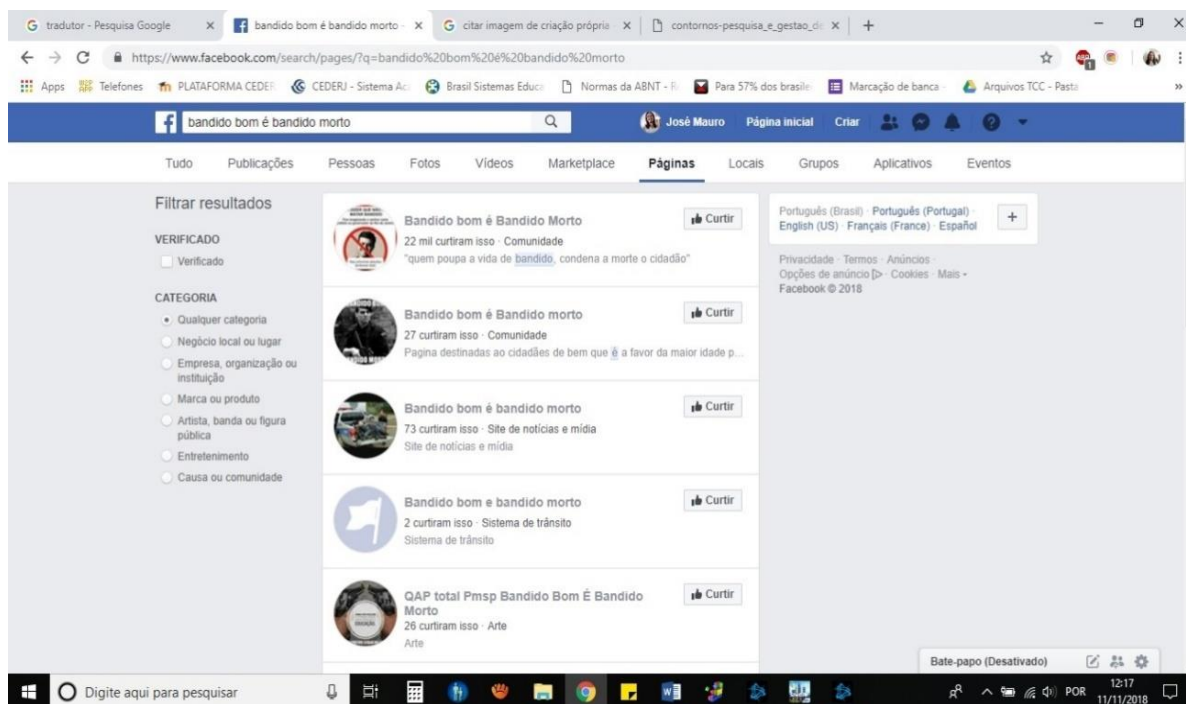 tradutor - Pesquisa Google
bandido bom é bandido morto -
citar imagem de criação própria
contornos-pesquisa_e_gestao_de
https://www.facebook.com/search/pages/?q=bandido%20bom%20é%20bandido%20morto
Apps
Telefones
PLATAFORMA CEDER
CEDERJ - Sistema Ac
Brasil Sistemas Educa
Normas da ABNT - R
Para 57% dos brasile
Marcação de banca -
Arquivos TCC - Pasta
bandido bom é bandido morto
José Mauro
Página inicial
Criar
Tudo
Publicações
Pessoas
Fotos
Vídeos
Marketplace
Páginas
Locais
Grupos
Aplicativos
Eventos
Filtrar resultados
VERIFICADO
Verificado
CATEGORIA
Qualquer categoria
Negócio local ou lugar
Empresa, organização ou
instituição
Marca ou produto
Artista, banda ou figura
pública
Entretenimento
Causa ou comunidade
Bandido bom é Bandido Morto
22 mil curtiram isso · Comunidade
"quem poupa a vida de bandido, condena a morte o cidadão"
Curtir
Bandido bom é Bandido morto
27 curtiram isso · Comunidade
Pagina destinadas ao cidadães de bem que é a favor da maior idade p...
Curtir
Bandido bom é bandido morto
73 curtiram isso · Site de notícias e mídia
Site de notícias e mídia
Curtir
Bandido bom e bandido morto
2 curtiram isso · Sistema de trânsito
Sistema de trânsito
Curtir
QAP total Pmsp Bandido Bom É Bandido
Morto
26 curtiram isso · Arte
Arte
Curtir
Português (Brasil) · Português (Portugal) ·
English (US) · Français (France) · Español
Privacidade · Termos · Anúncios ·
Opções de anúncio · Cookies · Mais
Facebook © 2018
Bate-papo (Desativado)
Digite aqui para pesquisar
POR
12:17
11/11/2018